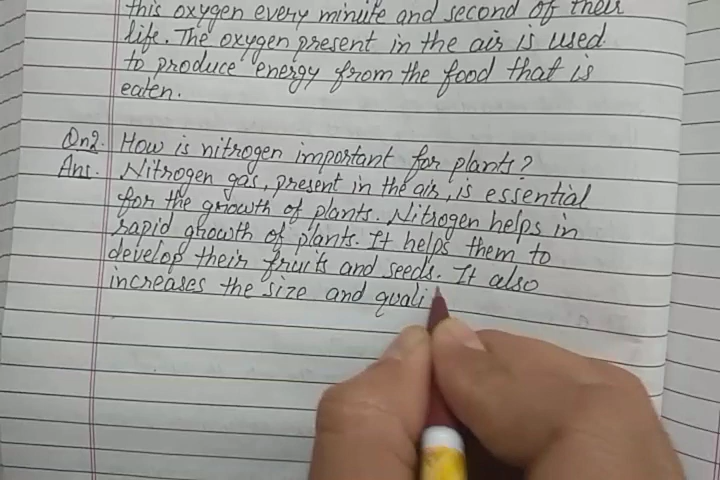 this oxygen every minute and second of their
life. The oxygen present in the air is used
to produce energy from the food that is
eaten.
Qn2. How is nitrogen important for plants?
Ans. Nitrogen gas, present in the air, is essential
for the growth of plants. Nitrogen helps in
rapid ghowth of plants. It helps them to
develop their fruits and seeds. It also
increases the size and quali